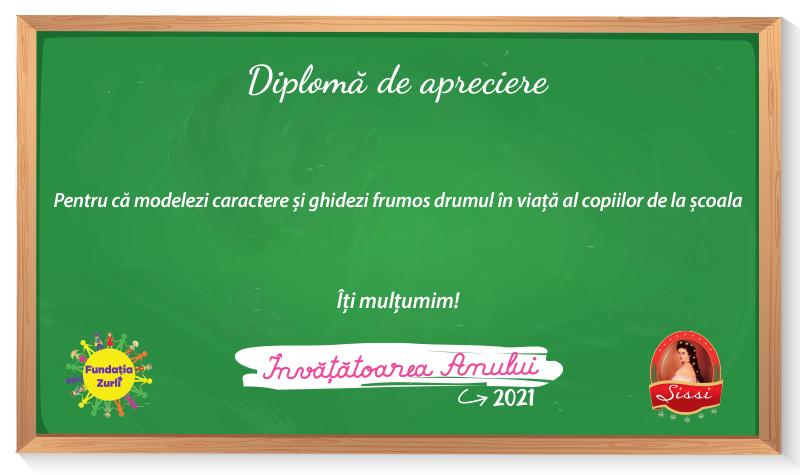 Diplomă de apreciere
Pentru că modelezi caractere și ghidezi frumos drumul în viață al copiilor de la școala
Îți mulțumim!
Fundația
Zurli
Învățătoarea Anului
2021
Sissi